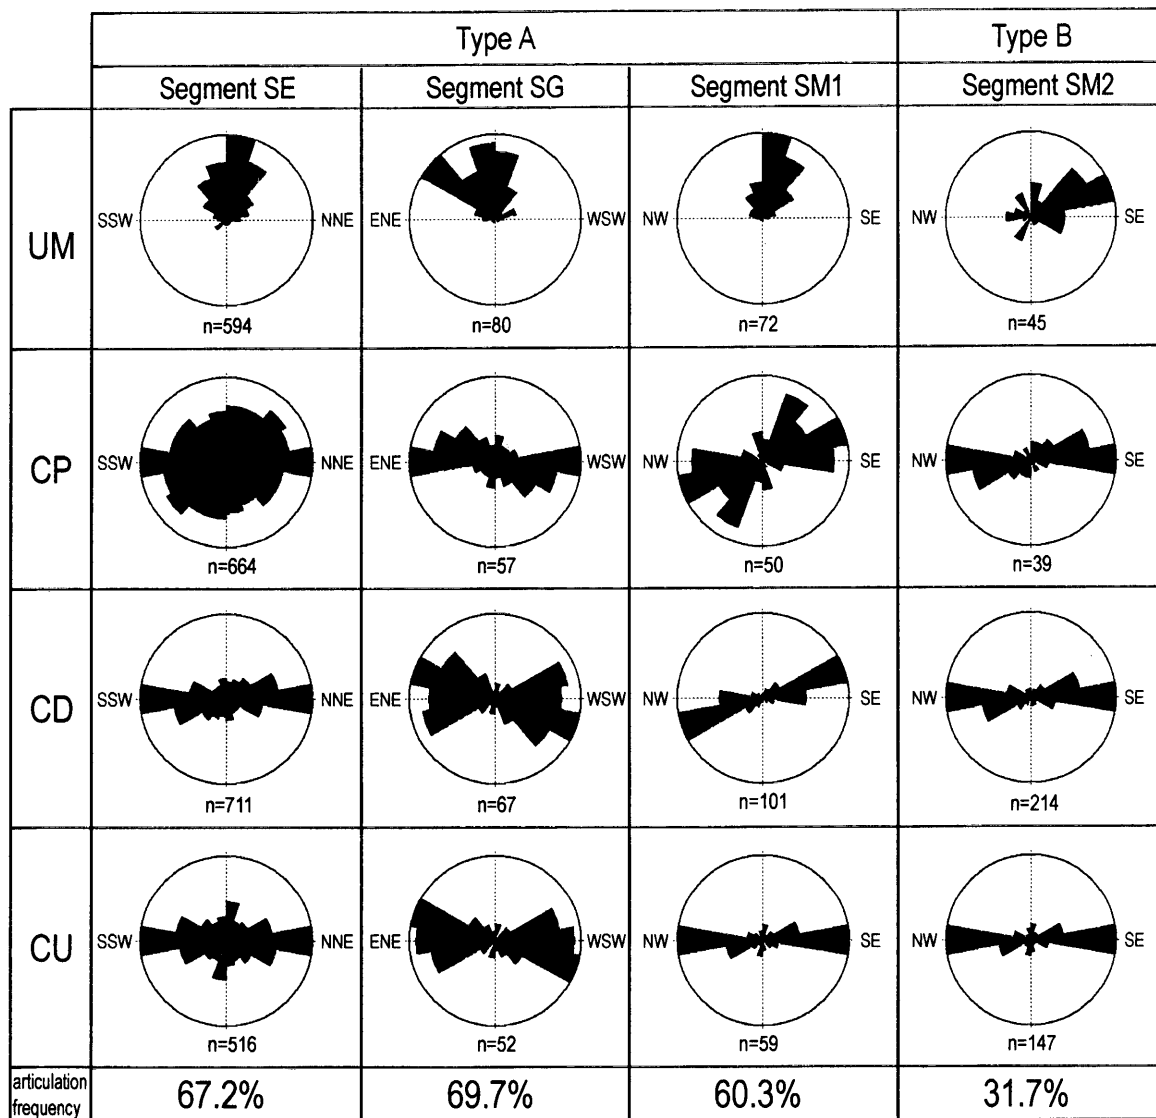 Type A Type B
Segment SE Segment SG Segment SM1 Segment SM2
UM SSW NNE ENE WSW NW SE NW SE
n=594 n=80 n=72 n=45
CP SSW NNE ENE WSW NW SE NW SE
n=664 n=57 n=50 n=39
CD SSW NNE ENE WSW NW SE NW SE
n=711 n=67 n=101 n=214
CU SSW NNE ENE WSW NW SE NW SE
n=516 n=52 n=59 n=147
articulation
frequency 67.2% 69.7% 60.3% 31.7%